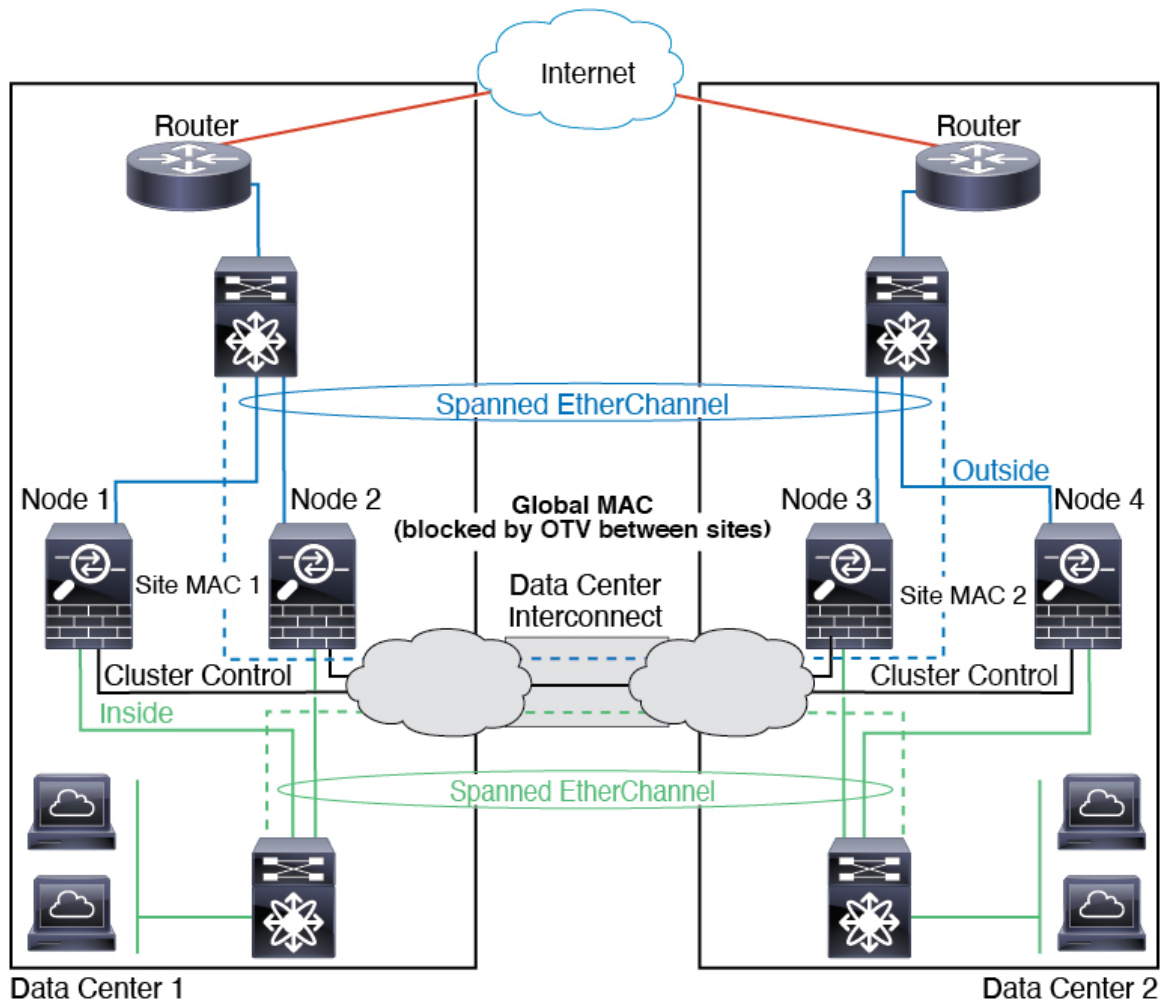 Internet
Router
Router
Spanned EtherChannel
Outside
Node 1
Node 2
Global MAC
(blocked by OTV between sites)
Node 3
Node 4
Site MAC 1
Data Center
Interconnect
Site MAC 2
Cluster Control
Cluster Control
Inside
Spanned EtherChannel
Data Center 1
Data Center 2